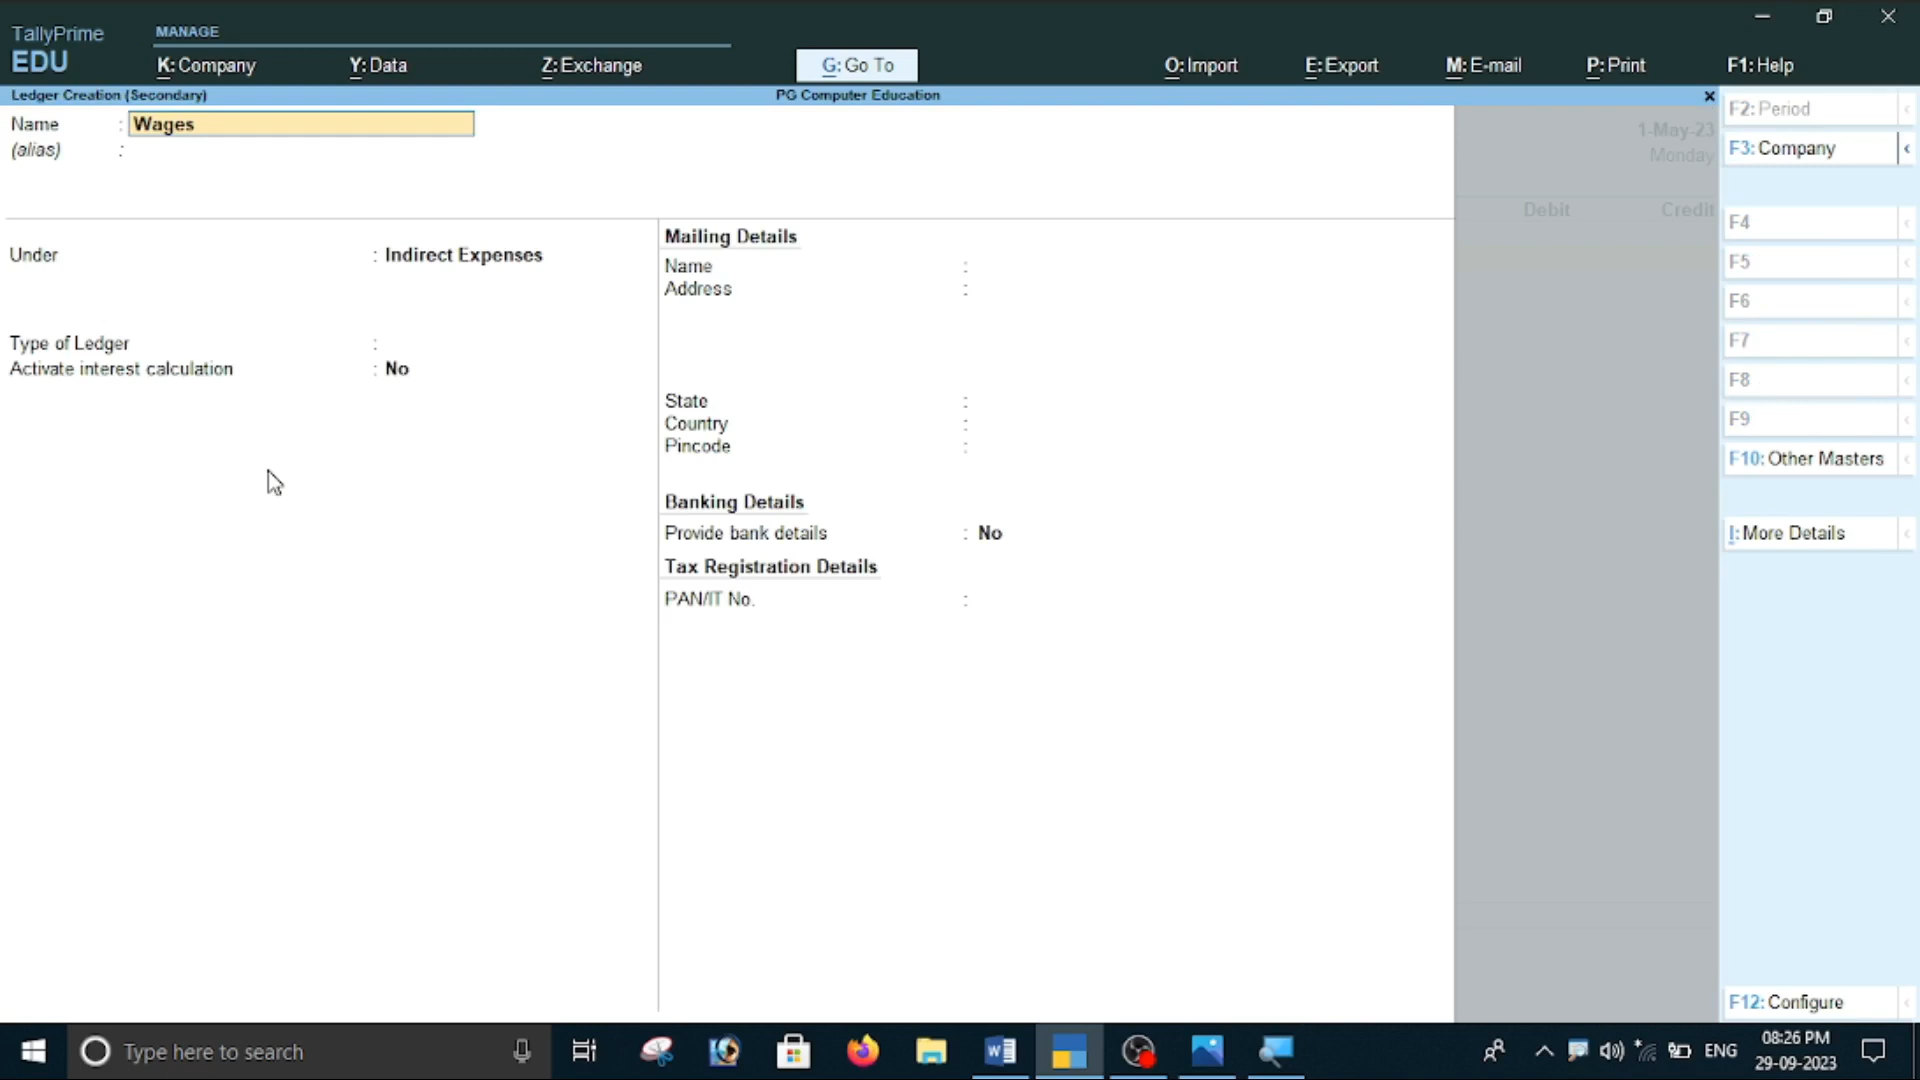 TallyPrime
EDU
MANAGE
K: Company
Y: Data
Z: Exchange
G: Go To
O: Import
E: Export
M: E-mail
P: Print
F1: Help
Ledger Creation (Secondary)
PG Computer Education
×
Name : Wages
(alias) :
Under : Indirect Expenses
Type of Ledger :
Activate interest calculation : No
Mailing Details
Name :
Address :
State :
Country :
Pincode :
Banking Details
Provide bank details : No
Tax Registration Details
PAN/IT No. :
1-May-23
Monday
Debit Credit
F2: Period
F3: Company
F4
F5
F6
F7
F8
F9
F10: Other Masters
I: More Details
F12: Configure
Type here to search
ENG
08:26 PM
29-09-2023